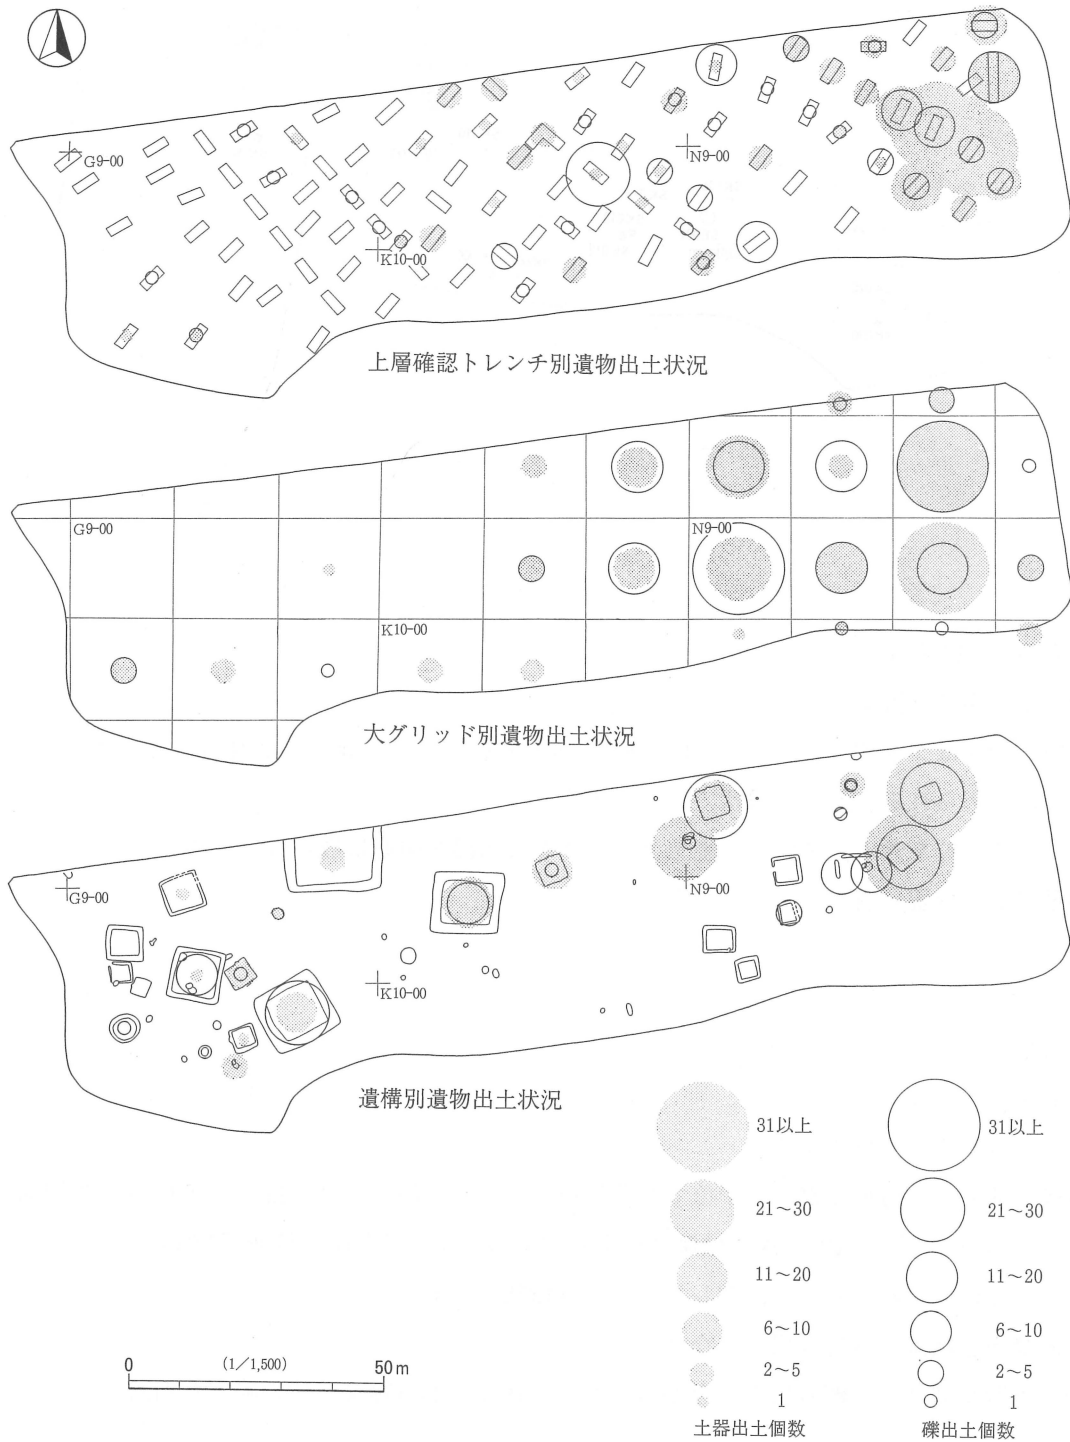 G9-00
N9-00
K10-00
上層確認トレンチ別遺物出土状況
G9-00
N9-00
K10-00
大グリッド別遺物出土状況
G9-00
N9-00
K10-00
遺構別遺物出土状況
31以上 31以上
21～30 21～30
11～20 11～20
6～10 6～10
2～5 2～5
1 1
土器出土個数 礫出土個数
0 (1/1,500) 50m